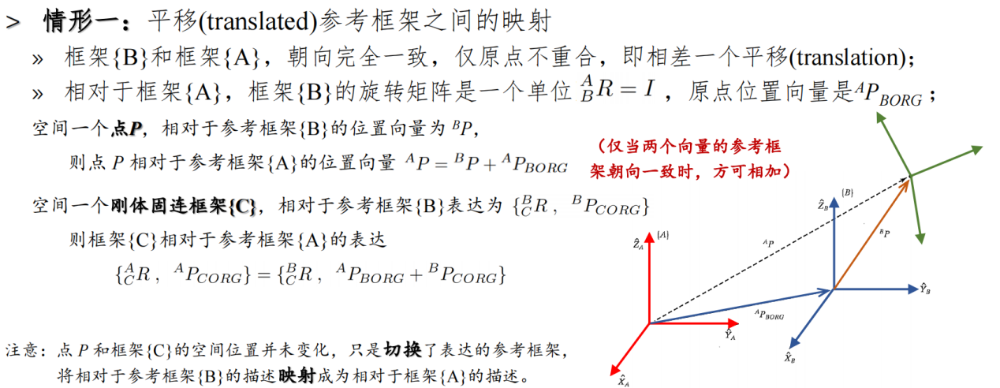 > 情形一：平移(translated)参考框架之间的映射
» 框架{B}和框架{A}，朝向完全一致，仅原点不重合，即相差一个平移(translation)；
» 相对于框架{A}，框架{B}的旋转矩阵是一个单位 ${}^{A}_{B}R = I$ ，原点位置向量是${}^{A}P_{BORG}$；
空间一个点P，相对于参考框架{B}的位置向量为 ${}^{B}P$，
则点 P 相对于参考框架{A}的位置向量 ${}^{A}P = {}^{B}P + {}^{A}P_{BORG}$
（仅当两个向量的参考框
架朝向一致时，方可相加）
空间一个刚体固连框架{C}，相对于参考框架{B}表达为 $\{{}^{B}_{C}R , {}^{B}P_{CORG}\}$
则框架{C}相对于参考框架{A}的表达
$\{{}^{A}_{C}R , {}^{A}P_{CORG}\} = \{{}^{B}_{C}R , {}^{A}P_{BORG} + {}^{B}P_{CORG}\}$
{B}
$\hat{Z}_B$
${}^{B}P$
{A}
$\hat{Z}_A$
${}^{A}P$
$\hat{Y}_B$
${}^{A}P_{BORG}$
$\hat{Y}_A$
$\hat{X}_B$
$\hat{X}_A$
注意：点 P 和框架{C}的空间位置并未变化，只是切换了表达的参考框架，
将相对于参考框架{B}的描述映射成为相对于框架{A}的描述。